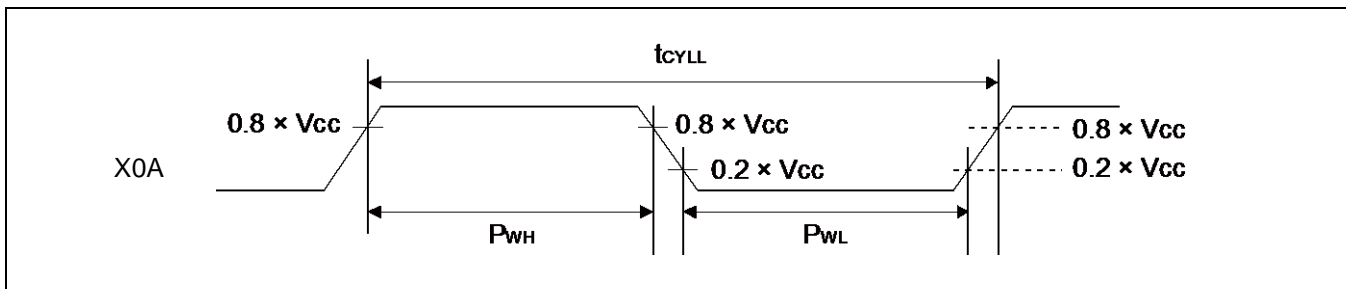 tCYLL
0.8 × Vcc
0.8 × Vcc
0.8 × Vcc
X0A
0.2 × Vcc
0.2 × Vcc
PWH
PWL